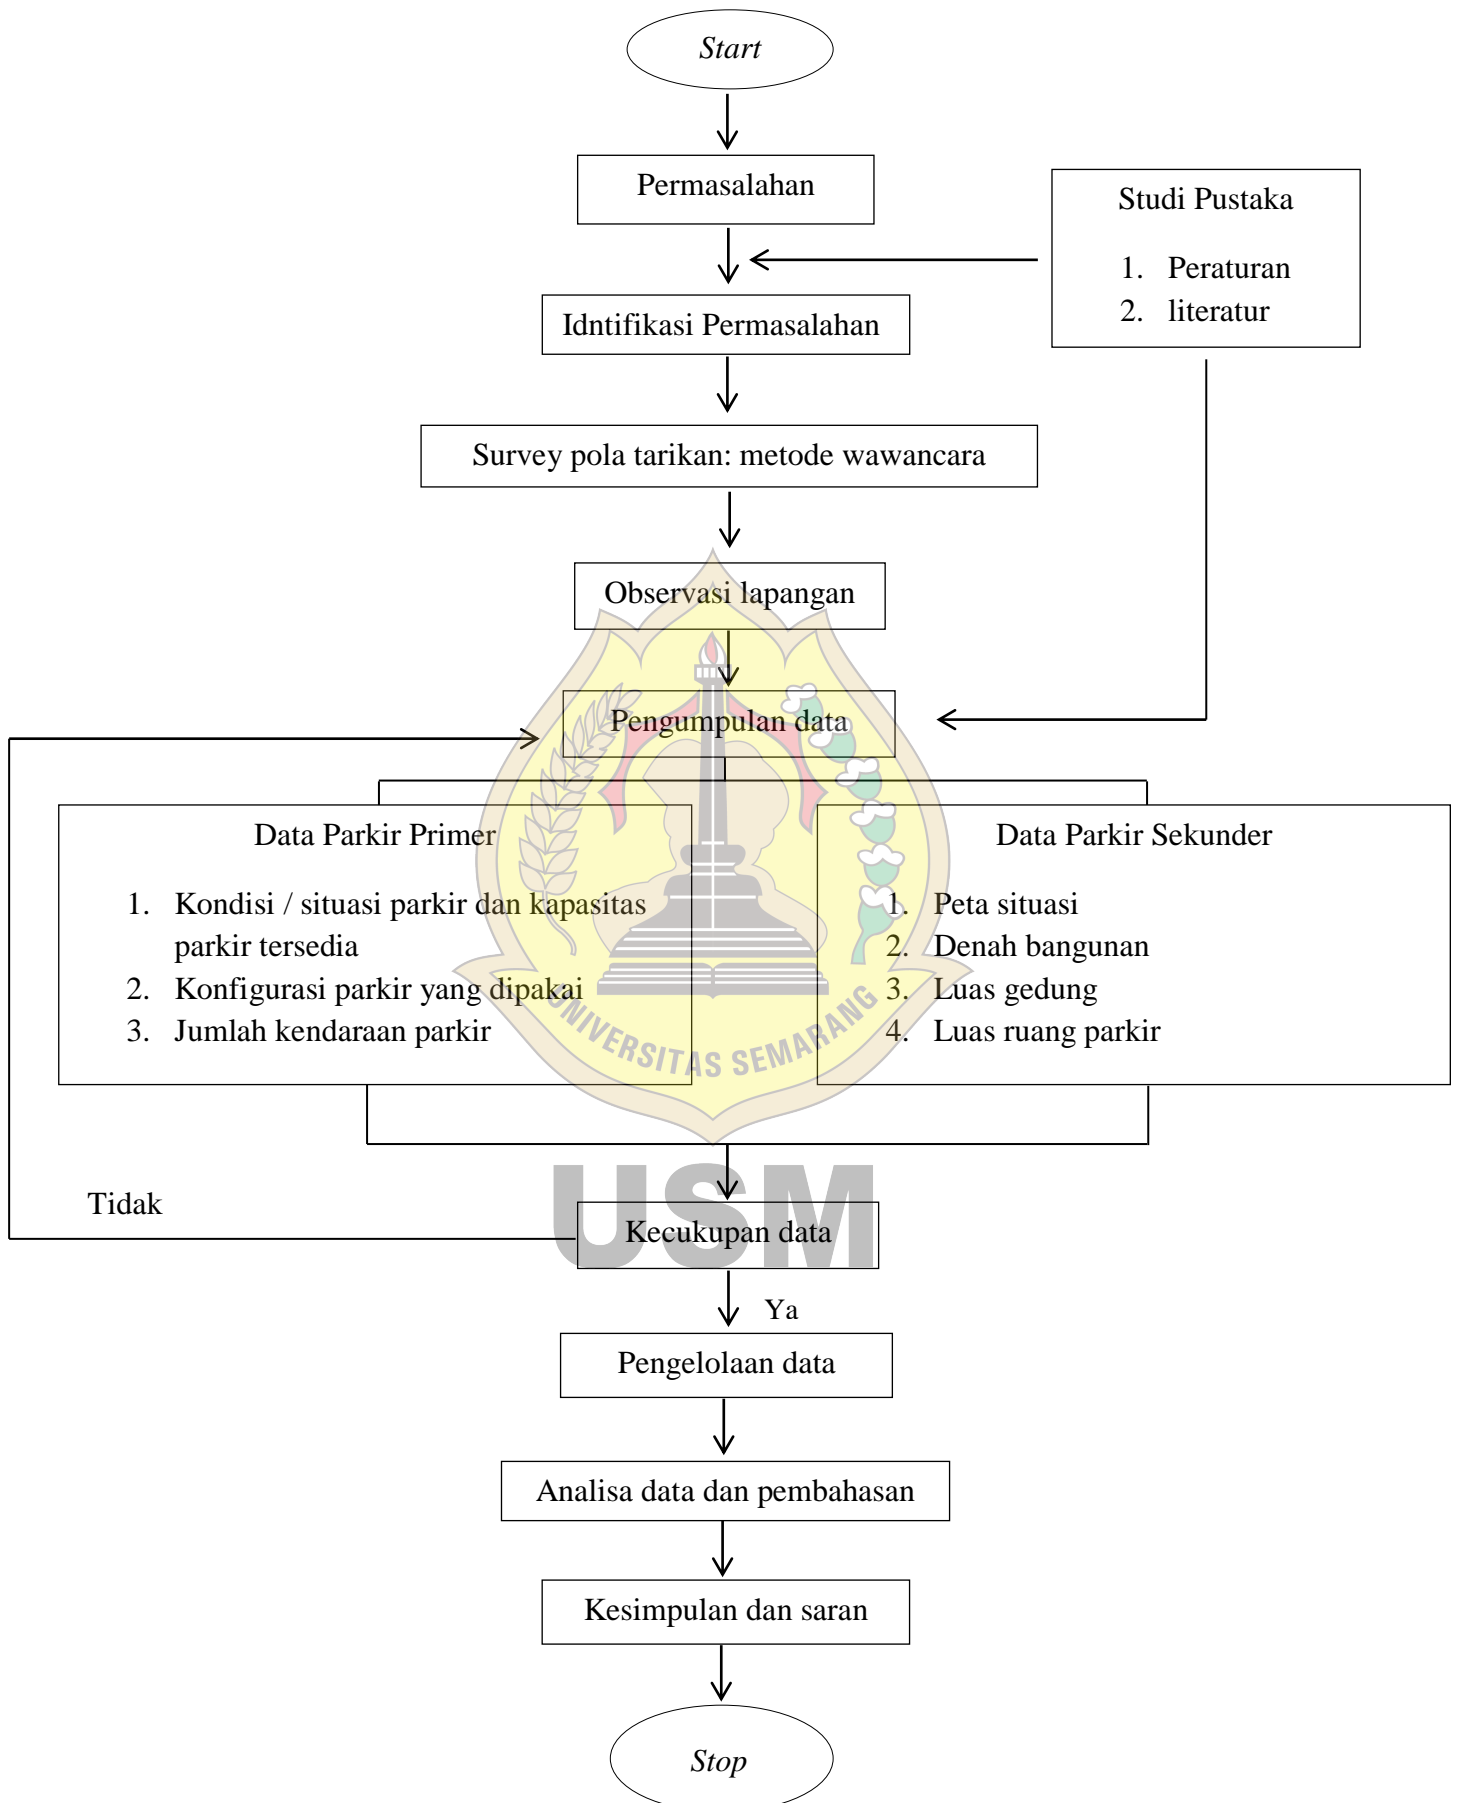 Start
Permasalahan
Studi Pustaka
1. Peraturan
2. literatur
Idntifikasi Permasalahan
Survey pola tarikan: metode wawancara
Observasi lapangan
Pengumpulan data
Data Parkir Primer
1. Kondisi / situasi parkir dan kapasitas
parkir tersedia
2. Konfigurasi parkir yang dipakai
3. Jumlah kendaraan parkir
Data Parkir Sekunder
1. Peta situasi
2. Denah bangunan
3. Luas gedung
4. Luas ruang parkir
UNIVERSITAS SEMARANG
USM
Tidak
Kecukupan data
Ya
Pengelolaan data
Analisa data dan pembahasan
Kesimpulan dan saran
Stop